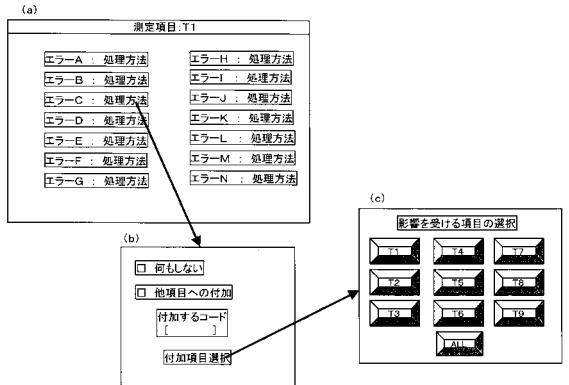 (a)
測定項目:T1
エラーA : 処理方法
エラーB : 処理方法
エラーC : 処理方法
エラーD : 処理方法
エラーE : 処理方法
エラーF : 処理方法
エラーG : 処理方法
エラーH : 処理方法
エラーI : 処理方法
エラーJ : 処理方法
エラーK : 処理方法
エラーL : 処理方法
エラーM : 処理方法
エラーN : 処理方法
(b)
□ 何もしない
□ 他項目への付加
付加するコード
[ ]
付加項目選択
(c)
影響を受ける項目の選択
T1 T4 T7
T2 T5 T8
T3 T6 T9
ALL